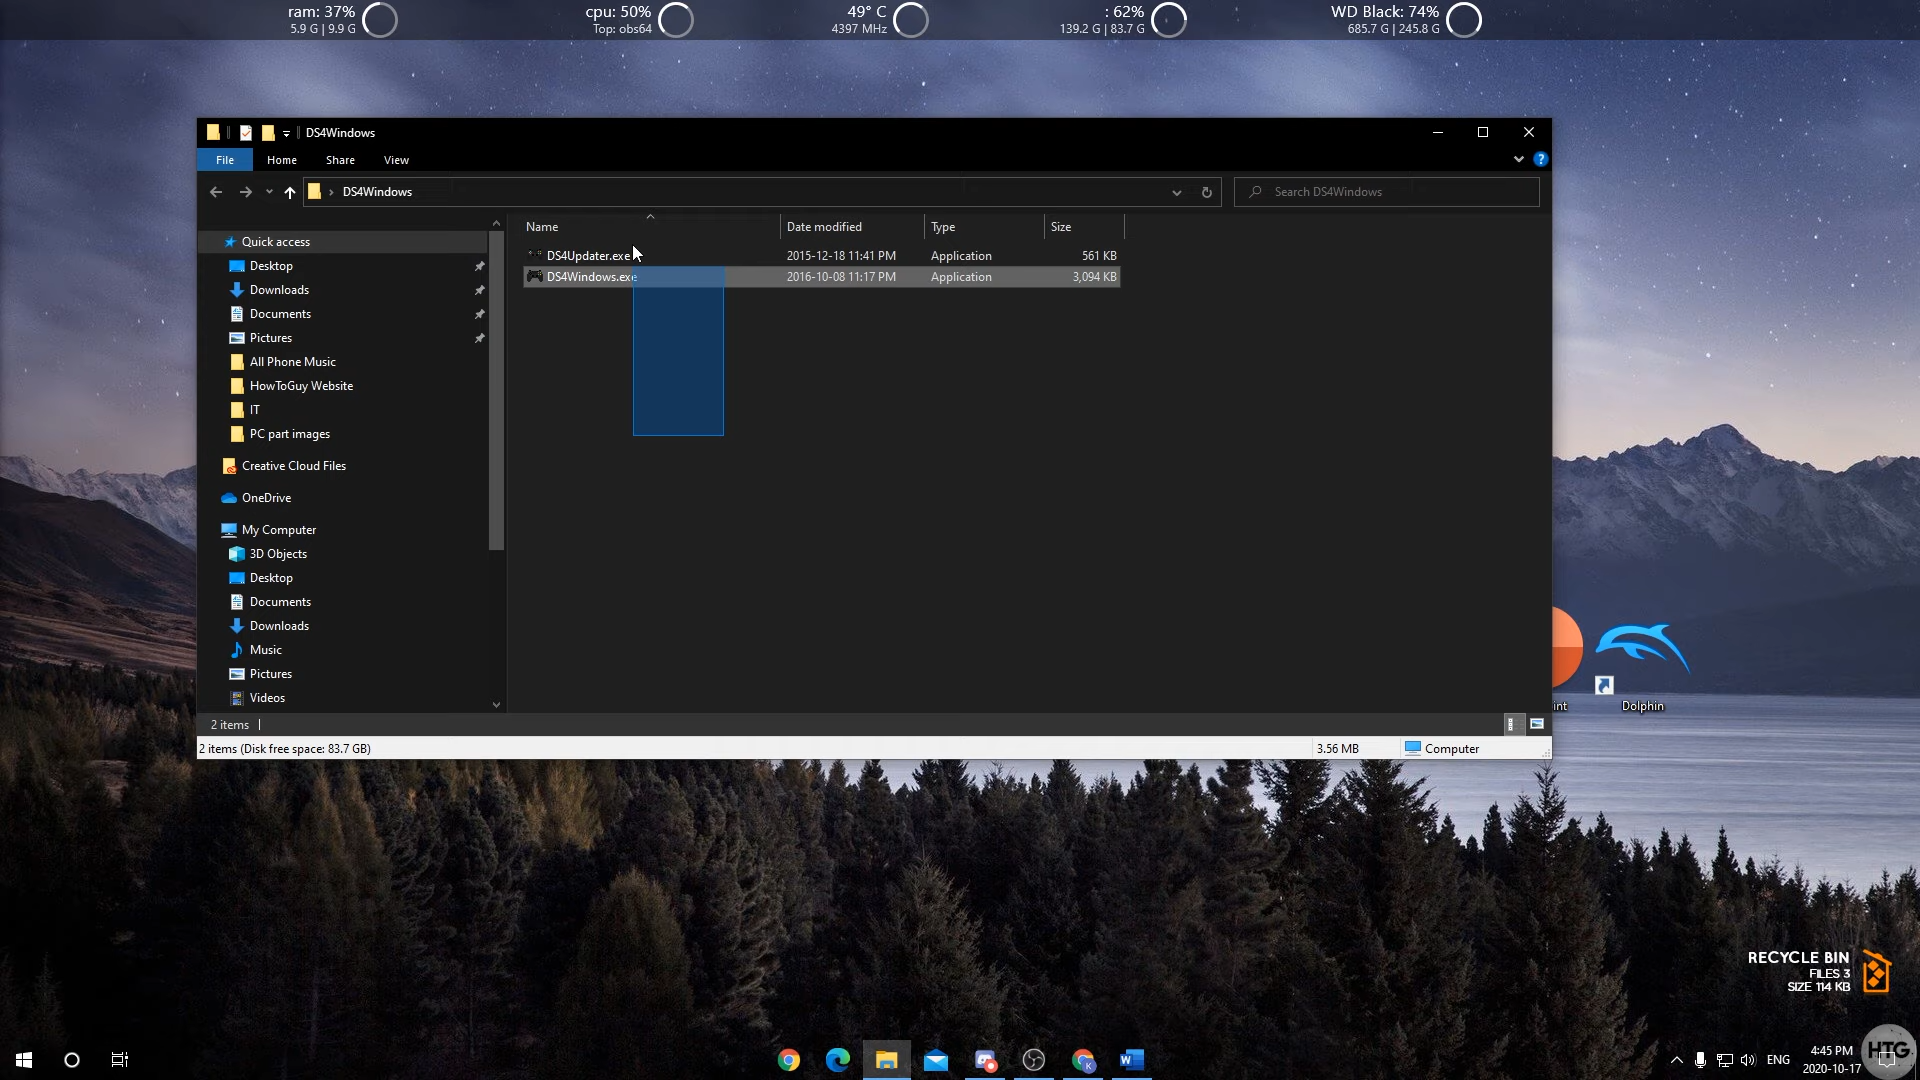 ram: 37%
5.9 G | 9.9 G
cpu: 50%
Top: obs64
49° C
4397 MHz
: 62%
139.2 G | 83.7 G
WD Black: 74%
685.7 G | 245.8 G
DS4Windows
File
Home
Share
View
DS4Windows
Search DS4Windows
Name
Date modified
Type
Size
DS4Updater.exe
2015-12-18 11:41 PM
Application
561 KB
DS4Windows.exe
2016-10-08 11:17 PM
Application
3,094 KB
Quick access
Desktop
Downloads
Documents
Pictures
All Phone Music
HowToGuy Website
IT
PC part images
Creative Cloud Files
OneDrive
My Computer
3D Objects
Desktop
Documents
Downloads
Music
Pictures
Videos
2 items
2 items (Disk free space: 83.7 GB)
3.56 MB
Computer
int
Dolphin
RECYCLE BIN
FILES 3
SIZE 114 KB
ENG
4:45 PM
2020-10-17
HTG